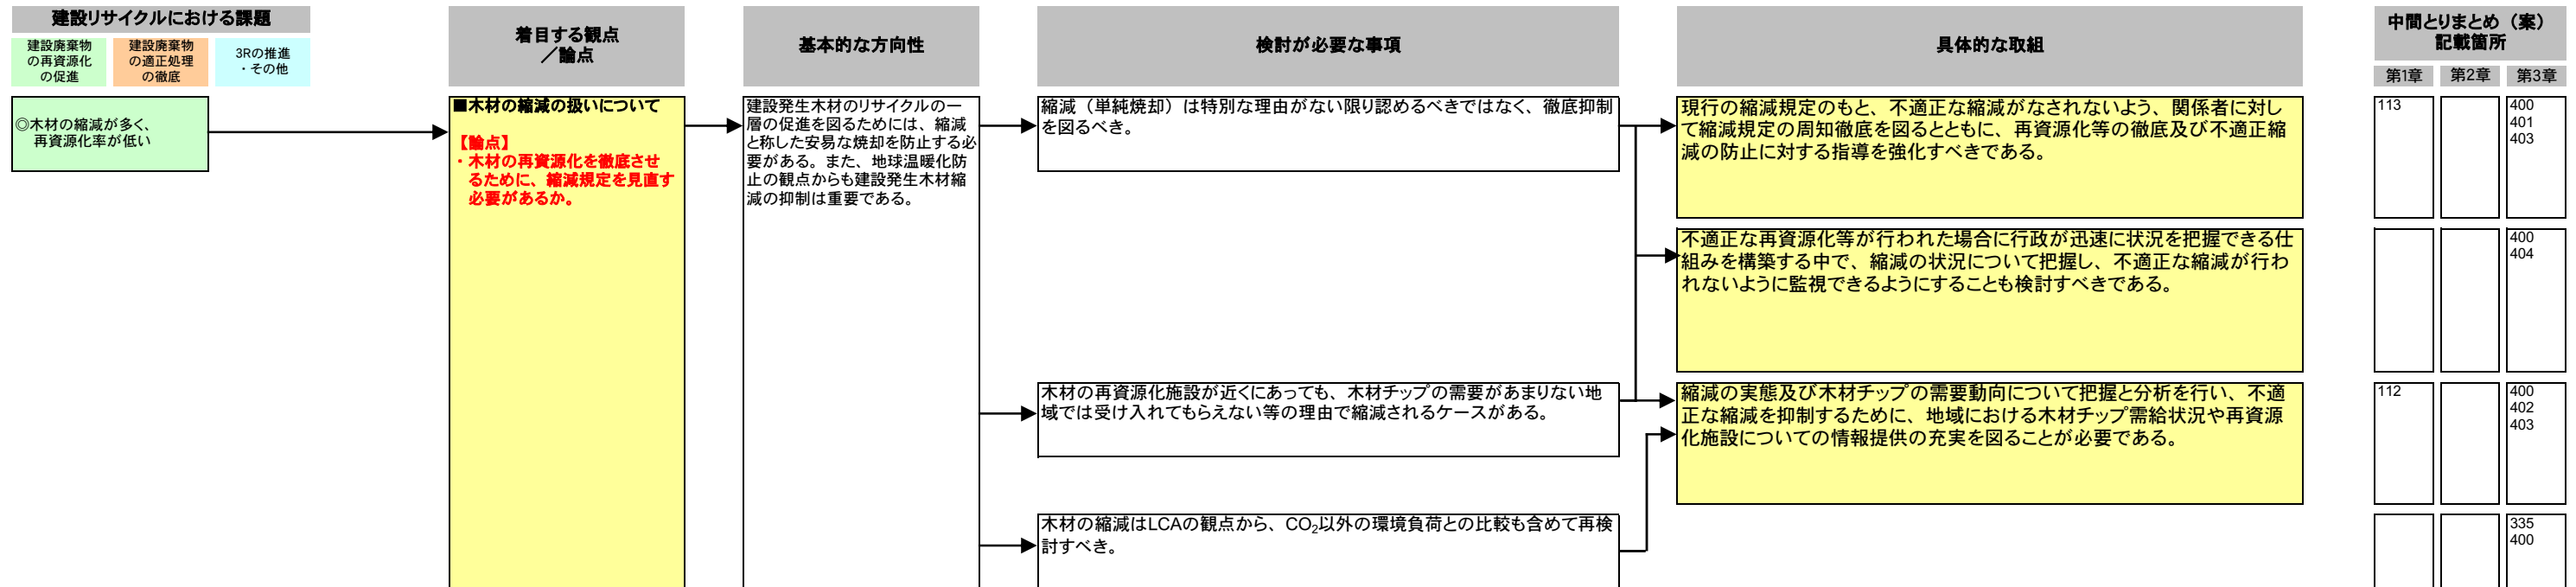 建設リサイクルにおける課題
建設廃棄物
の再資源化
の促進
建設廃棄物
の適正処理
の徹底
3Rの推進
・その他
着目する観点
／論点
基本的な方向性
検討が必要な事項
具体的な取組
中間とりまとめ（案）
記載箇所
第1章
第2章
第3章
◎木材の縮減が多く、
再資源化率が低い
■木材の縮減の扱いについて
【論点】
・木材の再資源化を徹底させ
るために、縮減規定を見直す
必要があるか。
建設発生木材のリサイクルの一
層の促進を図るためには、縮減
と称した安易な焼却を防止する必
要がある。また、地球温暖化防
止の観点からも建設発生木材縮
減の抑制は重要である。
縮減（単純焼却）は特別な理由がない限り認めるべきではなく、徹底抑制
を図るべき。
現行の縮減規定のもと、不適正な縮減がなされないよう、関係者に対し
て縮減規定の周知徹底を図るとともに、再資源化等の徹底及び不適正縮
減の防止に対する指導を強化すべきである。
113
400
401
403
不適正な再資源化等が行われた場合に行政が迅速に状況を把握できる仕
組みを構築する中で、縮減の状況について把握し、不適正な縮減が行わ
れないように監視できるようにすることも検討すべきである。
400
404
木材の再資源化施設が近くにあっても、木材チップの需要があまりない地
域では受け入れてもらえない等の理由で縮減されるケースがある。
縮減の実態及び木材チップの需要動向について把握と分析を行い、不適
正な縮減を抑制するために、地域における木材チップ需給状況や再資源
化施設についての情報提供の充実を図ることが必要である。
112
400
402
403
木材の縮減はLCAの観点から、CO₂以外の環境負荷との比較も含めて再検
討すべき。
335
400